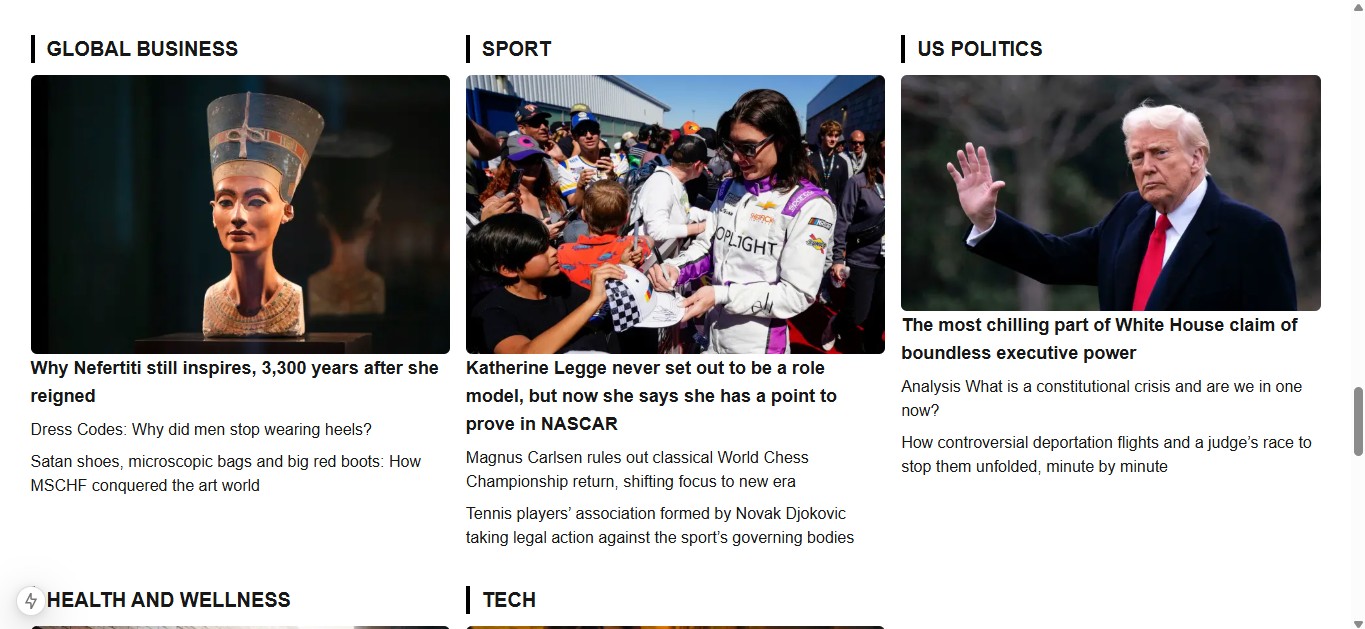 GLOBAL BUSINESS
Why Nefertiti still inspires, 3,300 years after she
reigned
Dress Codes: Why did men stop wearing heels?
Satan shoes, microscopic bags and big red boots: How
MSCHF conquered the art world
SPORT
OPLIGHT
Katherine Legge never set out to be a role
model, but now she says she has a point to
prove in NASCAR
Magnus Carlsen rules out classical World Chess
Championship return, shifting focus to new era
Tennis players’ association formed by Novak Djokovic
taking legal action against the sport’s governing bodies
US POLITICS
The most chilling part of White House claim of
boundless executive power
Analysis What is a constitutional crisis and are we in one
now?
How controversial deportation flights and a judge’s race to
stop them unfolded, minute by minute
HEALTH AND WELLNESS
TECH